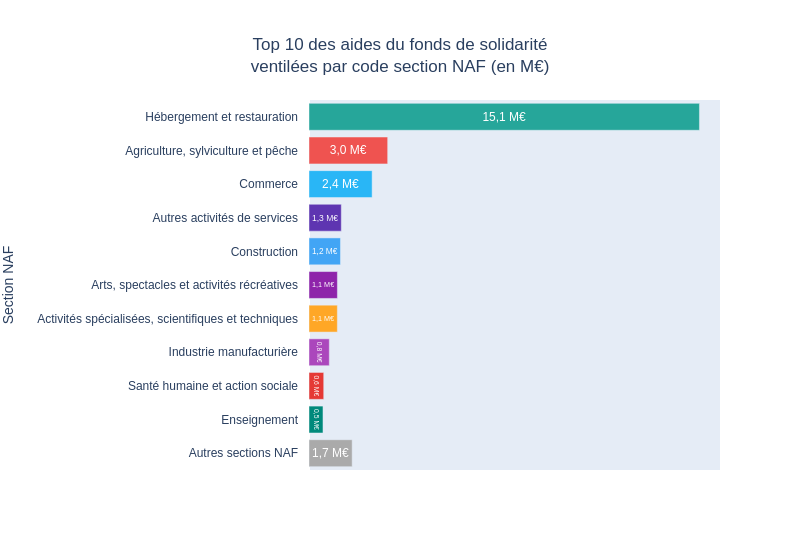 Top 10 des aides du fonds de solidarité
ventilées par code section NAF (en M€)
Section NAF
Hébergement et restauration 15,1 M€
Agriculture, sylviculture et pêche 3,0 M€
Commerce 2,4 M€
Autres activités de services 1,3 M€
Construction 1,2 M€
Arts, spectacles et activités récréatives 1,1 M€
Activités spécialisées, scientifiques et techniques 1,1 M€
Industrie manufacturière 0,8 M€
Santé humaine et action sociale 0,6 M€
Enseignement 0,5 M€
Autres sections NAF 1,7 M€